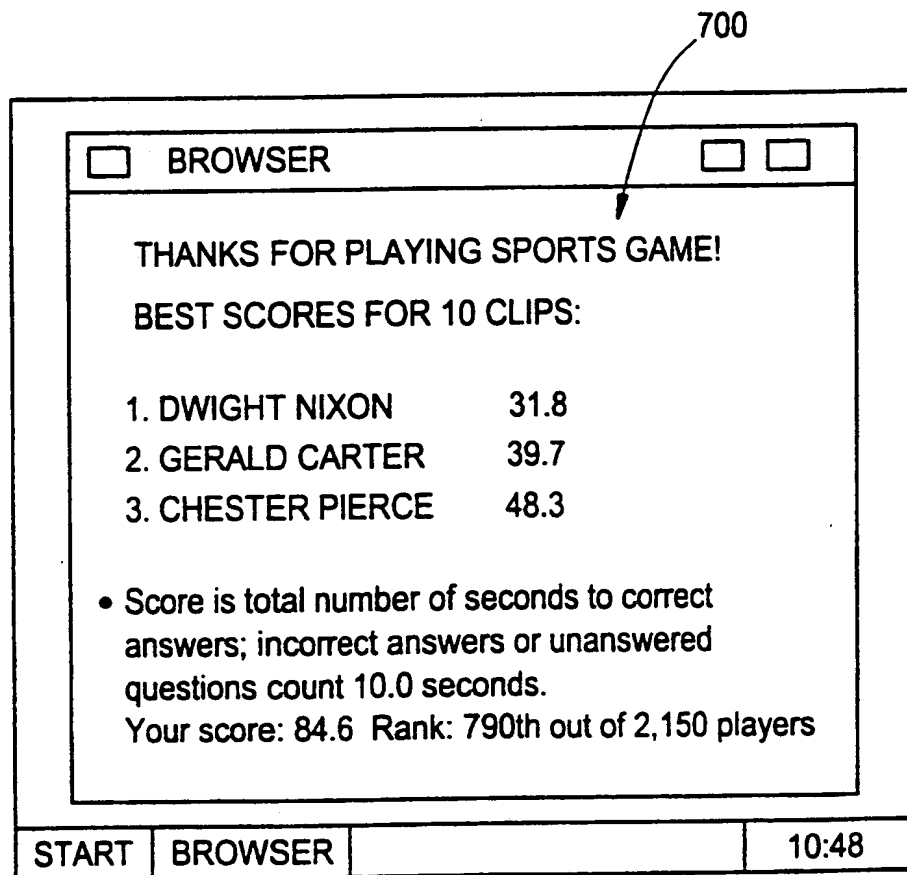 700
BROWSER
THANKS FOR PLAYING SPORTS GAME!
BEST SCORES FOR 10 CLIPS:
1. DWIGHT NIXON 31.8
2. GERALD CARTER 39.7
3. CHESTER PIERCE 48.3
• Score is total number of seconds to correct
answers; incorrect answers or unanswered
questions count 10.0 seconds.
Your score: 84.6 Rank: 790th out of 2,150 players
START BROWSER 10:48